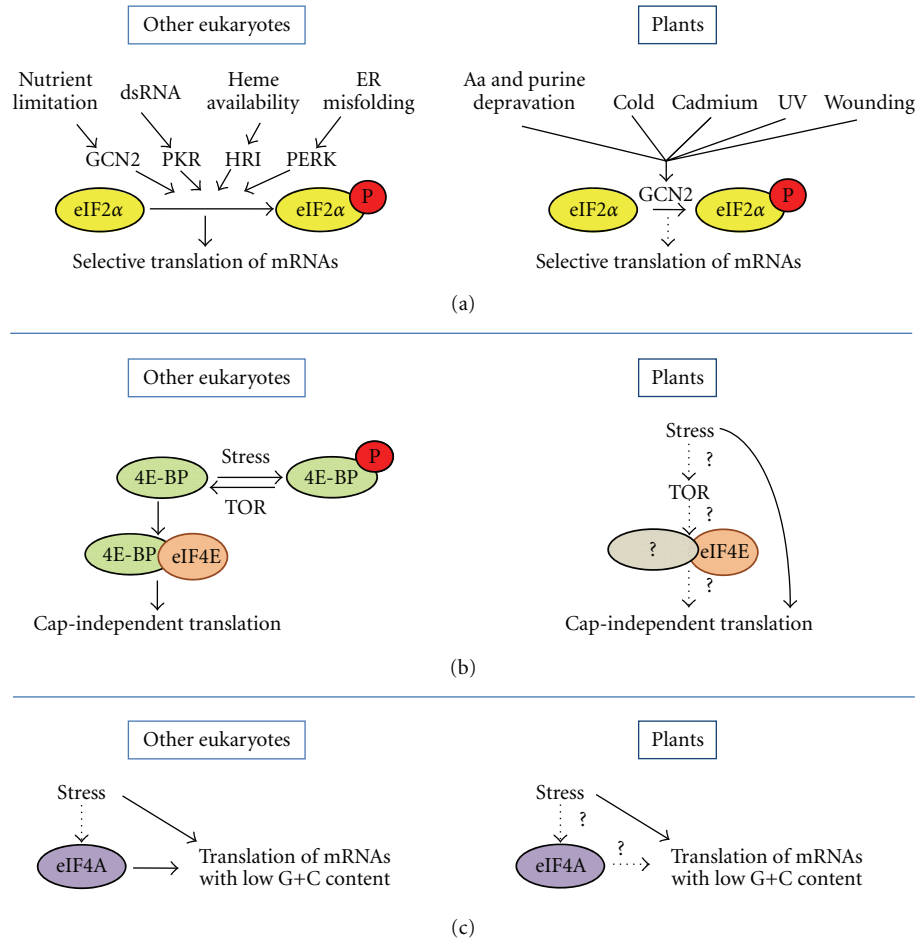 Other eukaryotes
Plants
Nutrient limitation
dsRNA
Heme availability
ER misfolding
GCN2
PKR
HRI
PERK
eIF2α
eIF2α
P
Selective translation of mRNAs
Aa and purine depravation
Cold
Cadmium
UV
Wounding
GCN2
eIF2α
eIF2α
P
Selective translation of mRNAs
(a)
Other eukaryotes
Plants
4E-BP
Stress
TOR
4E-BP
P
4E-BP
eIF4E
Cap-independent translation
Stress
?
TOR
?
?
eIF4E
?
Cap-independent translation
(b)
Other eukaryotes
Plants
Stress
eIF4A
Translation of mRNAs
with low G+C content
Stress
?
eIF4A
?
Translation of mRNAs
with low G+C content
(c)